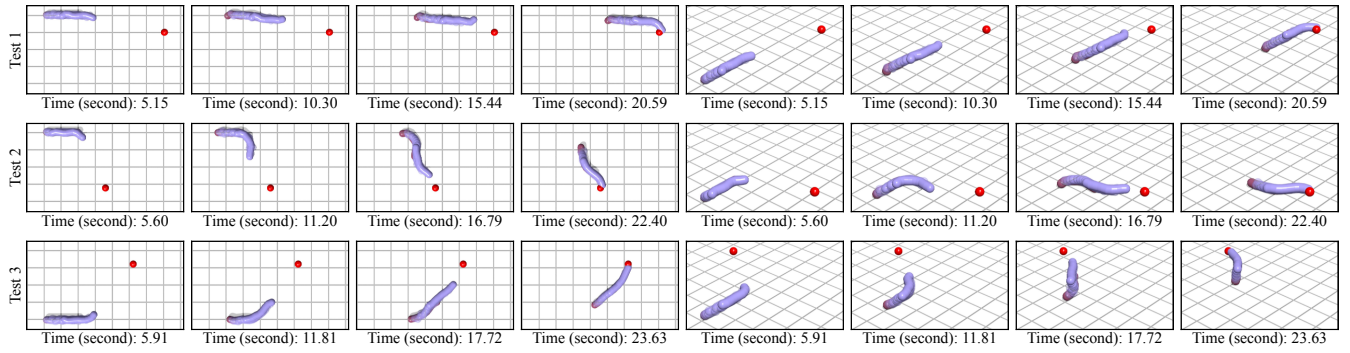 Test 1
Time (second): 5.15 Time (second): 10.30 Time (second): 15.44 Time (second): 20.59 Time (second): 5.15 Time (second): 10.30 Time (second): 15.44 Time (second): 20.59
Test 2
Time (second): 5.60 Time (second): 11.20 Time (second): 16.79 Time (second): 22.40 Time (second): 5.60 Time (second): 11.20 Time (second): 16.79 Time (second): 22.40
Test 3
Time (second): 5.91 Time (second): 11.81 Time (second): 17.72 Time (second): 23.63 Time (second): 5.91 Time (second): 11.81 Time (second): 17.72 Time (second): 23.63